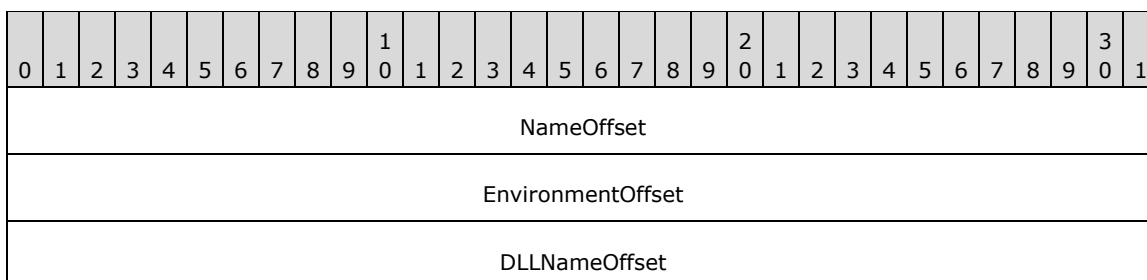 1 2 3
0 1 2 3 4 5 6 7 8 9 0 1 2 3 4 5 6 7 8 9 0 1 2 3 4 5 6 7 8 9 0 1
NameOffset
EnvironmentOffset
DLLNameOffset